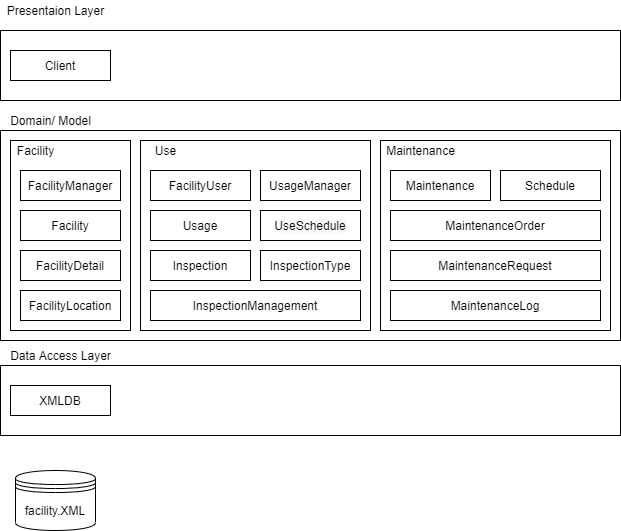 Presentaion Layer
Client
Domain/ Model
Facility
FacilityManager
Facility
FacilityDetail
FacilityLocation
Use
FacilityUser
UsageManager
Usage
UseSchedule
Inspection
InspectionType
InspectionManagement
Maintenance
Maintenance
Schedule
MaintenanceOrder
MaintenanceRequest
MaintenanceLog
Data Access Layer
XMLDB
facility.XML